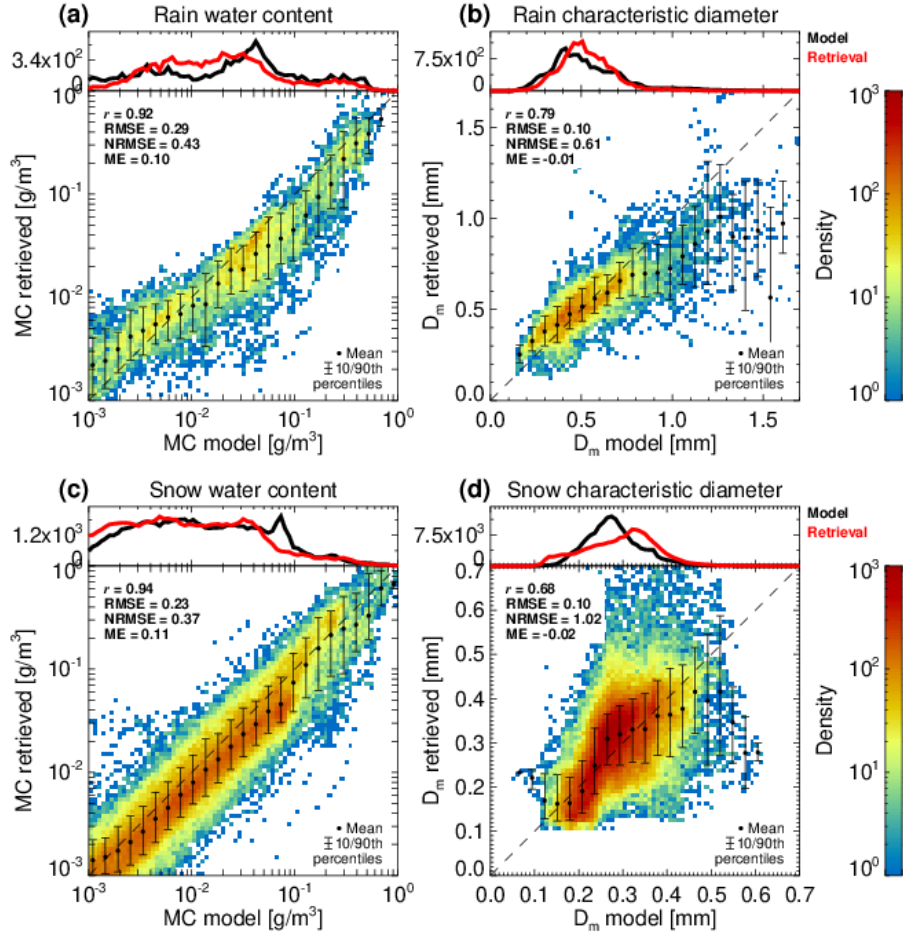 (a) Rain water content
3.4x10²
0
10⁰
r = 0.92
RMSE = 0.29
NRMSE = 0.43
ME = 0.10
10⁻¹
MC retrieved [g/m³]
10⁻²
• Mean
10/90th
percentiles
10⁻³
10⁻³ 10⁻² 10⁻¹ 10⁰
MC model [g/m³]
(b) Rain characteristic diameter
Model
Retrieval
7.5x10²
0
r = 0.79
RMSE = 0.10
NRMSE = 0.61
ME = -0.01
1.5
1.0
Dₘ retrieved [mm]
0.5
• Mean
10/90th
percentiles
0.0
0.0 0.5 1.0 1.5
Dₘ model [mm]
10³
10²
Density
10¹
10⁰
(c) Snow water content
1.2x10³
0
10⁰
r = 0.94
RMSE = 0.23
NRMSE = 0.37
ME = 0.11
10⁻¹
MC retrieved [g/m³]
10⁻²
• Mean
10/90th
percentiles
10⁻³
10⁻³ 10⁻² 10⁻¹ 10⁰
MC model [g/m³]
(d) Snow characteristic diameter
Model
Retrieval
7.5x10³
0
0.7
r = 0.68
RMSE = 0.10
NRMSE = 1.02
ME = -0.02
0.6
0.5
0.4
Dₘ retrieved [mm]
0.3
0.2
0.1
• Mean
10/90th
percentiles
0.0
0.0 0.1 0.2 0.3 0.4 0.5 0.6 0.7
Dₘ model [mm]
10³
10²
Density
10¹
10⁰